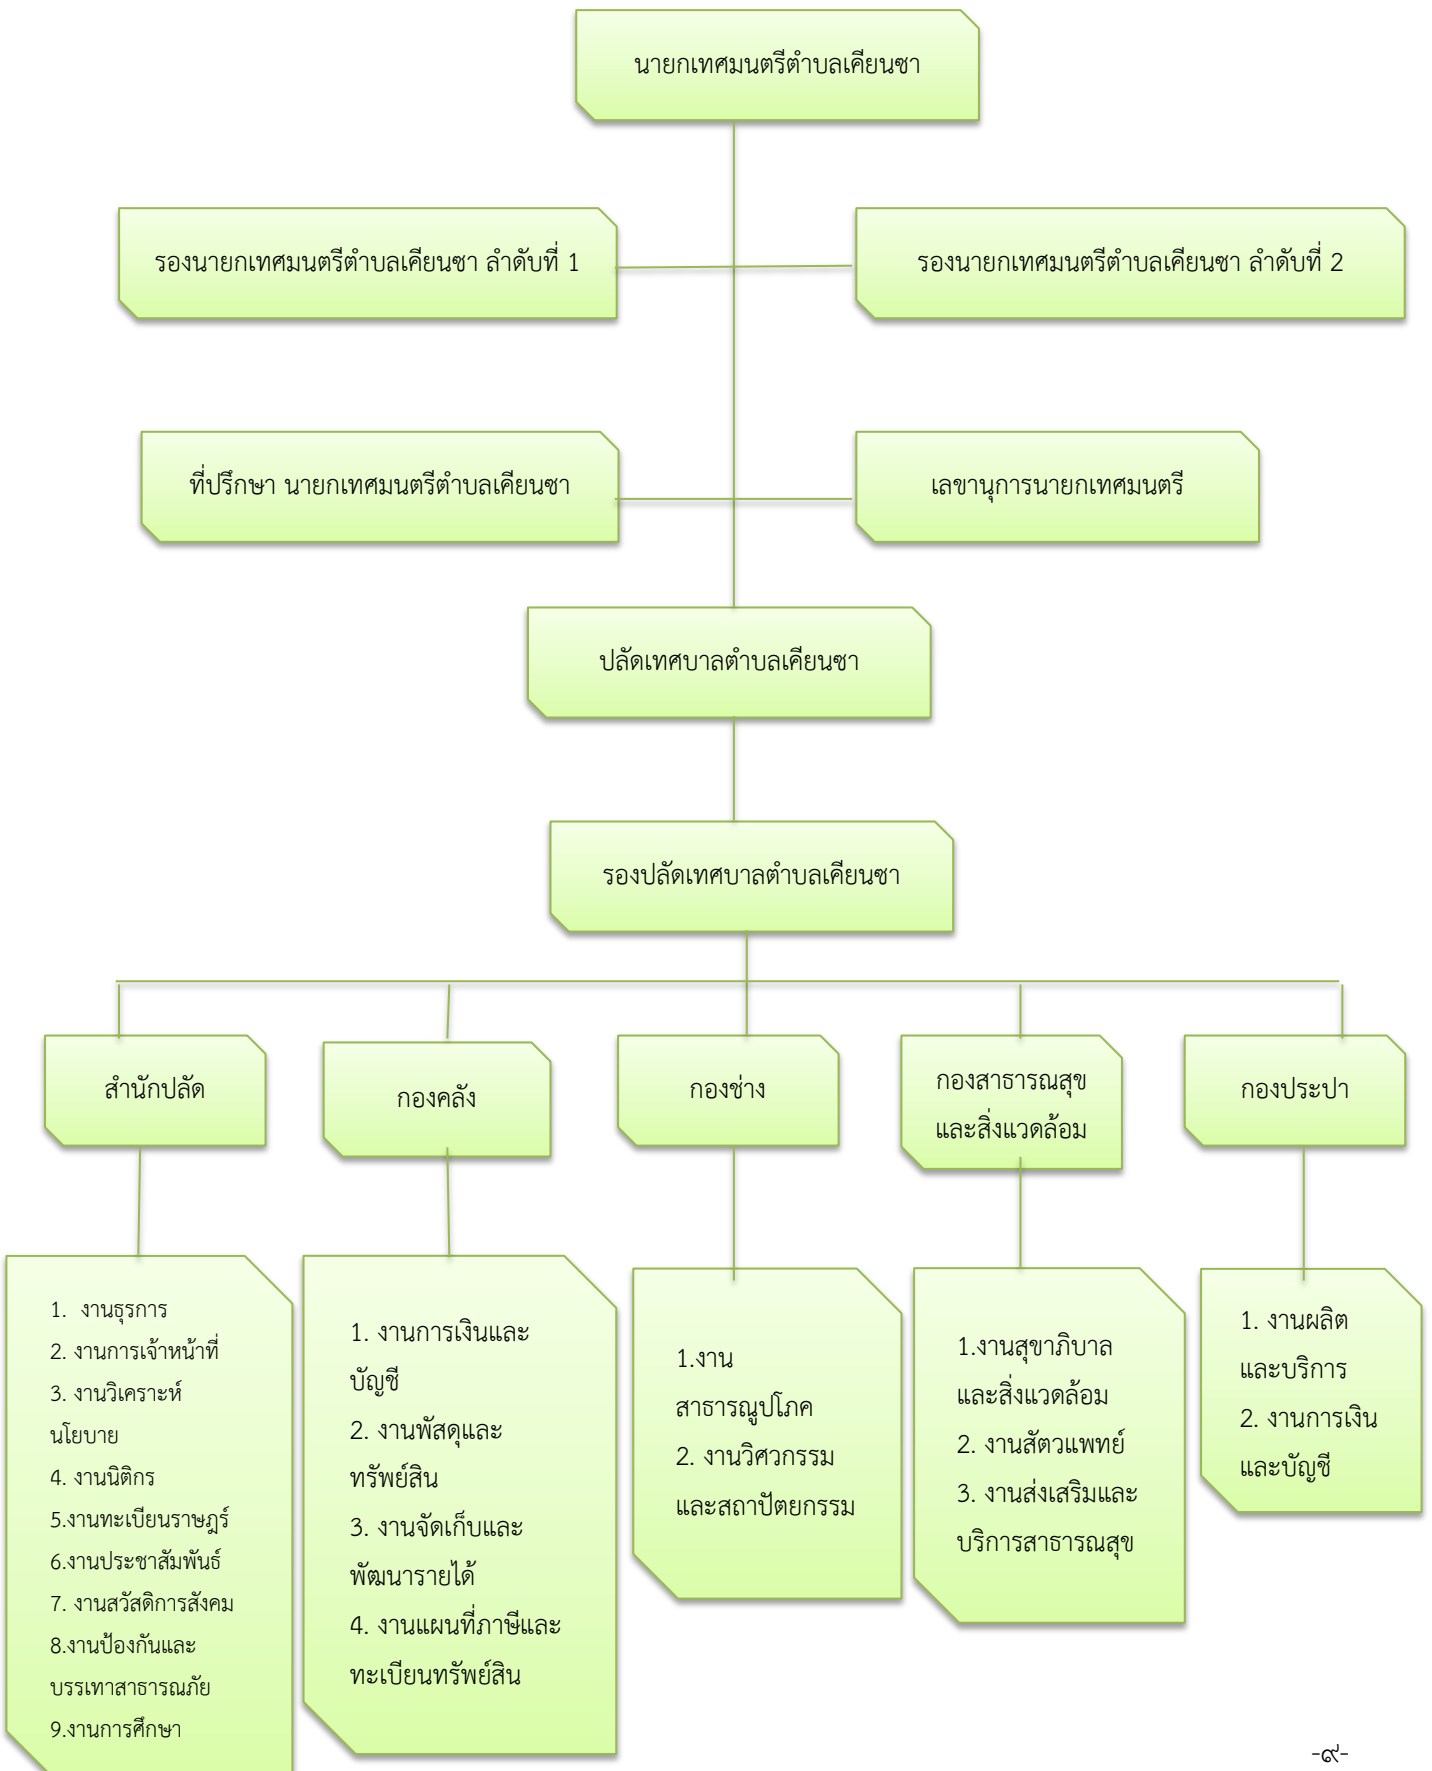 นายกเทศมนตรีตำบลเคียนซา
รองนายกเทศมนตรีตำบลเคียนซา ลำดับที่ 1
รองนายกเทศมนตรีตำบลเคียนซา ลำดับที่ 2
ที่ปรึกษา นายกเทศมนตรีตำบลเคียนซา
เลขานุการนายกเทศมนตรี
ปลัดเทศบาลตำบลเคียนซา
รองปลัดเทศบาลตำบลเคียนซา
สำนักปลัด
กองคลัง
กองช่าง
กองสาธารณสุข
และสิ่งแวดล้อม
กองประปา
1. งานธุรการ
2. งานการเจ้าหน้าที่
3. งานวิเคราะห์
นโยบาย
4. งานนิติกร
5.งานทะเบียนราษฎร์
6.งานประชาสัมพันธ์
7. งานสวัสดิการสังคม
8.งานป้องกันและ
บรรเทาสาธารณภัย
9.งานการศึกษา
1. งานการเงินและ
บัญชี
2. งานพัสดุและ
ทรัพย์สิน
3. งานจัดเก็บและ
พัฒนารายได้
4. งานแผนที่ภาษีและ
ทะเบียนทรัพย์สิน
1.งาน
สาธารณูปโภค
2. งานวิศวกรรม
และสถาปัตยกรรม
1.งานสุขาภิบาล
และสิ่งแวดล้อม
2. งานสัตวแพทย์
3. งานส่งเสริมและ
บริการสาธารณสุข
1. งานผลิต
และบริการ
2. งานการเงิน
และบัญชี
-๙-